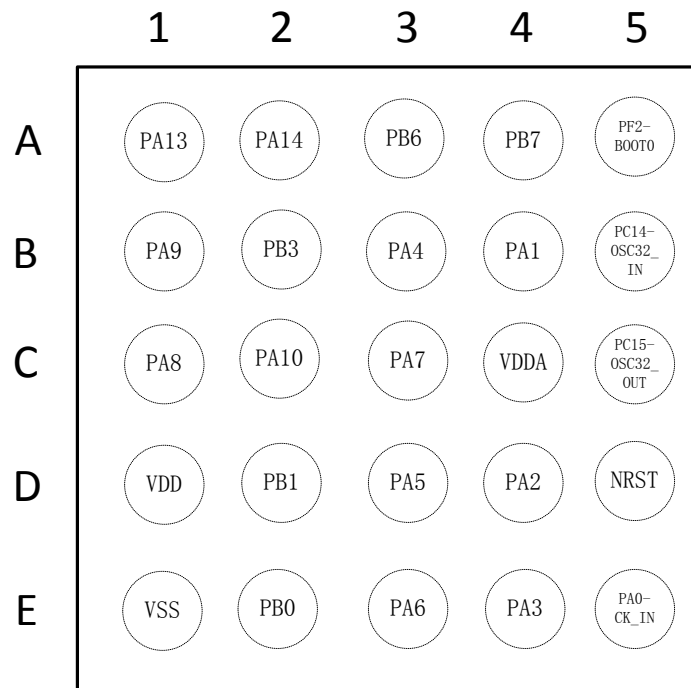 1 2 3 4 5
A PA13 PA14 PB6 PB7 PF2-
BOOT0
B PA9 PB3 PA4 PA1 PC14-
OSC32_
IN
C PA8 PA10 PA7 VDDA PC15-
OSC32_
OUT
D VDD PB1 PA5 PA2 NRST
E VSS PB0 PA6 PA3 PA0-
CK_IN